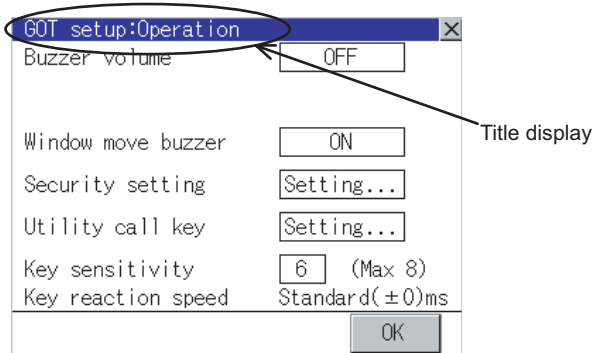 GOT setup:Operation ×
Buzzer volume OFF
Title display
Window move buzzer ON
Security setting Setting...
Utility call key Setting...
Key sensitivity 6 (Max 8)
Key reaction speed Standard(±0)ms
OK